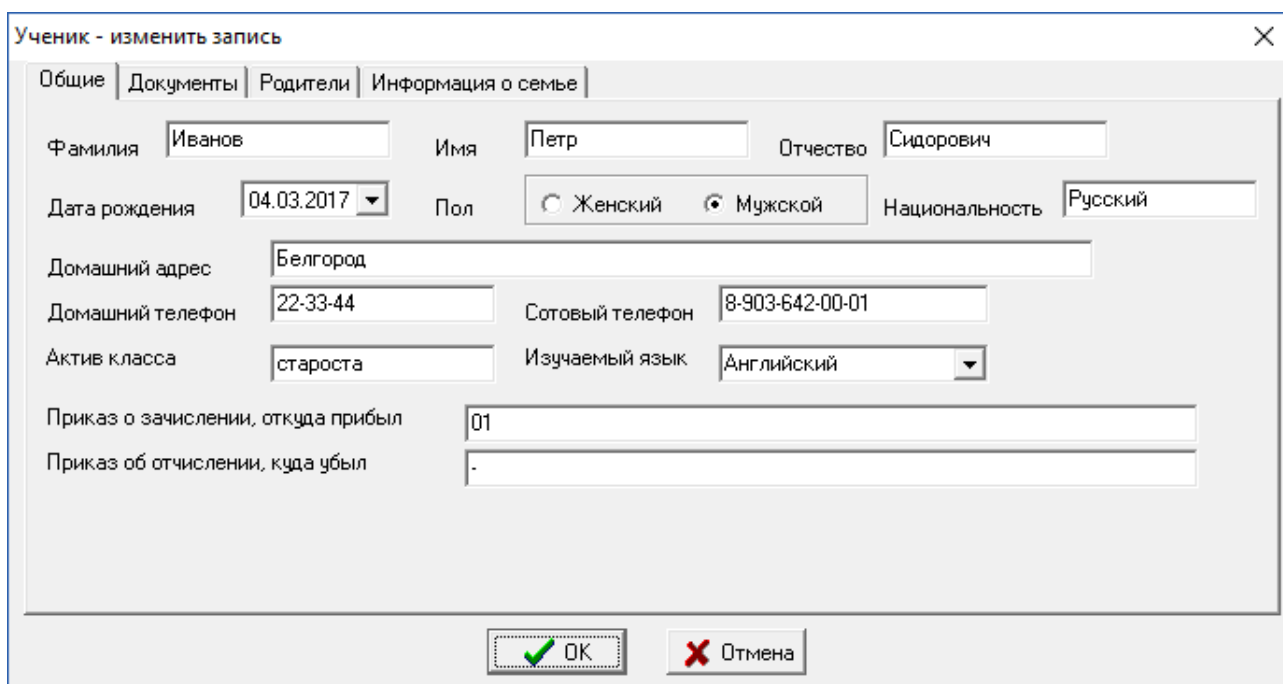 Ученик - изменить запись
Общие Документы Родители Информация о семье
Фамилия Иванов Имя Петр Отчество Сидорович
Дата рождения 04.03.2017 Пол Женский Мужской Национальность Русский
Домашний адрес Белгород
Домашний телефон 22-33-44 Сотовый телефон 8-903-642-00-01
Актив класса староста Изучаемый язык Английский
Приказ о зачислении, откуда прибыл 01
Приказ об отчислении, куда убыл -
OK Отмена